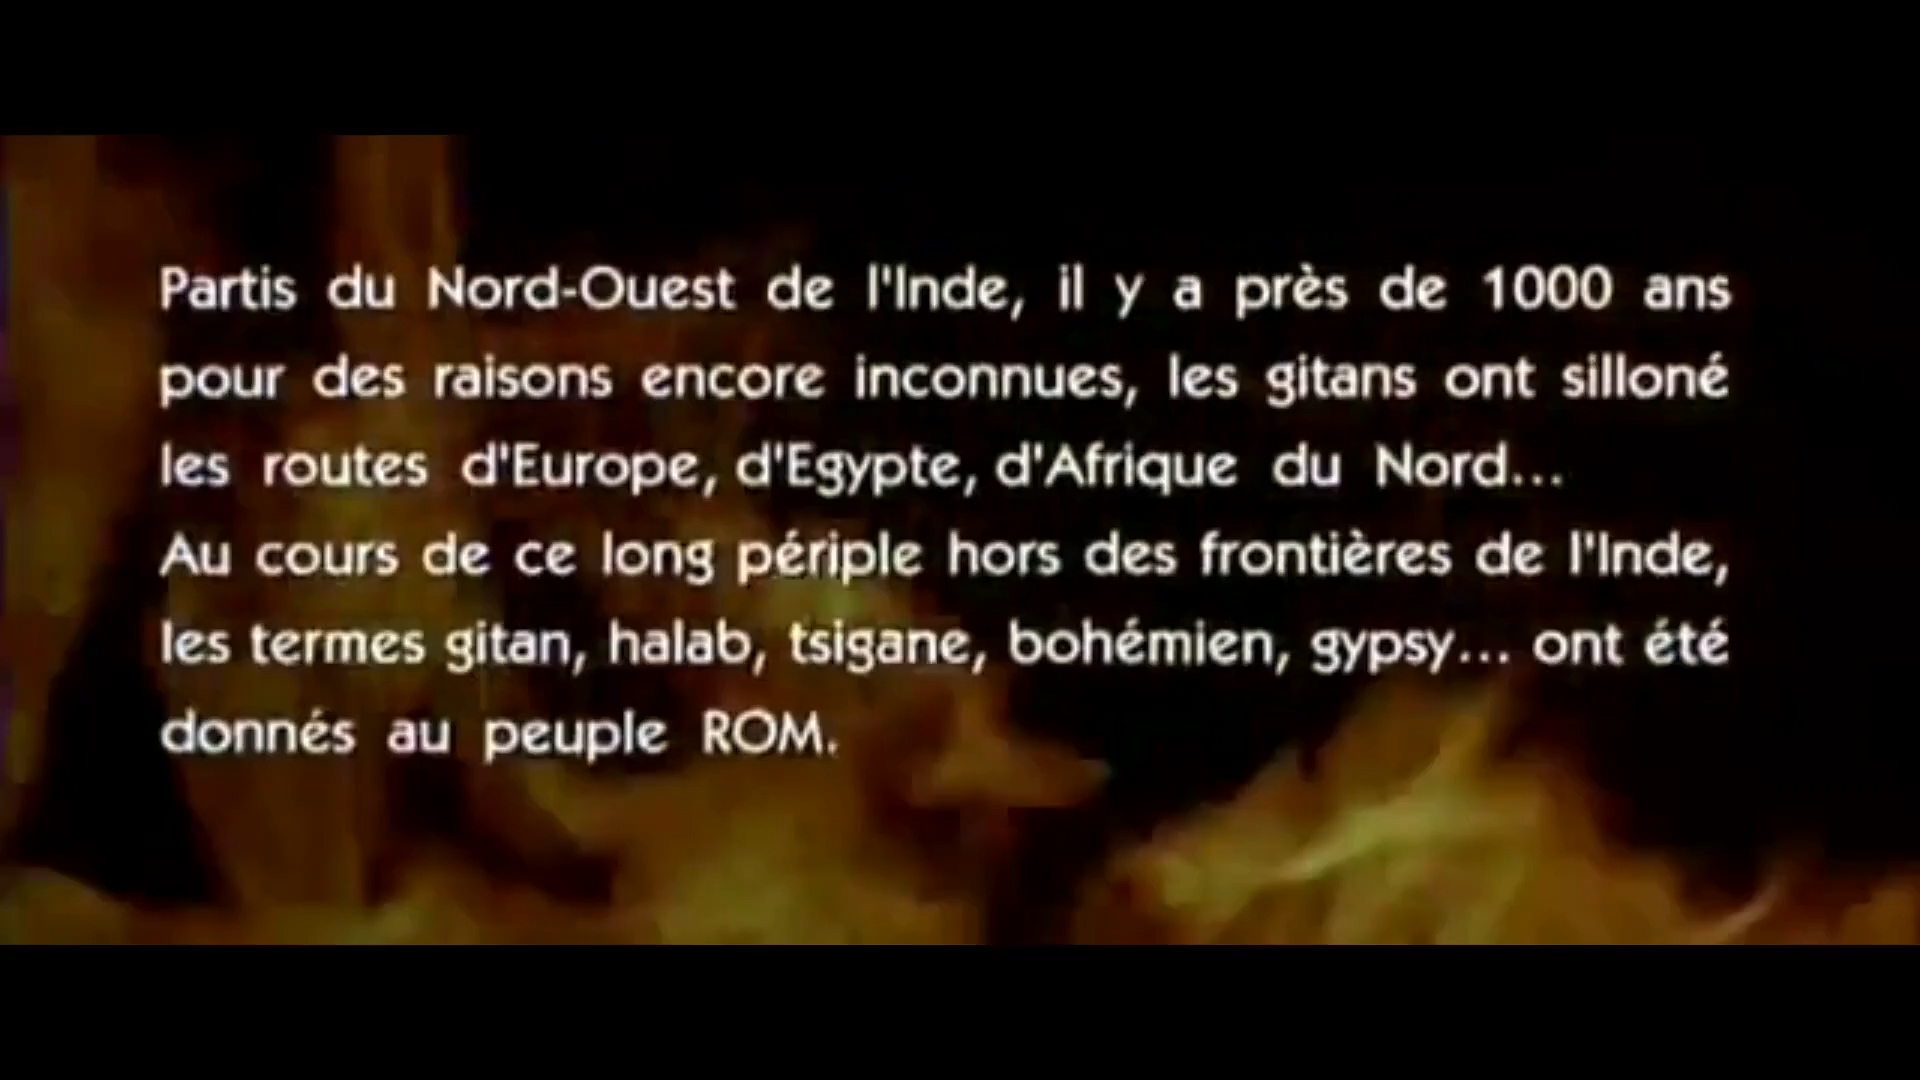 Partis du Nord-Ouest de l'Inde, il y a près de 1000 ans
pour des raisons encore inconnues, les gitans ont silloné
les routes d'Europe, d'Egypte, d'Afrique du Nord...
Au cours de ce long périple hors des frontières de l'Inde,
les termes gitan, halab, tsigane, bohémien, gypsy... ont été
donnés au peuple ROM.